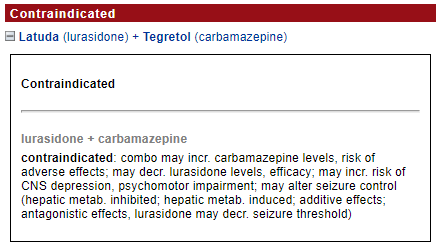 Contraindicated
Latuda (lurasidone) + Tegretol (carbamazepine)
Contraindicated
lurasidone + carbamazepine
contraindicated: combo may incr. carbamazepine levels, risk of
adverse effects; may decr. lurasidone levels, efficacy; may incr. risk of
CNS depression, psychomotor impairment; may alter seizure control
(hepatic metab. inhibited; hepatic metab. induced; additive effects;
antagonistic effects, lurasidone may decr. seizure threshold)